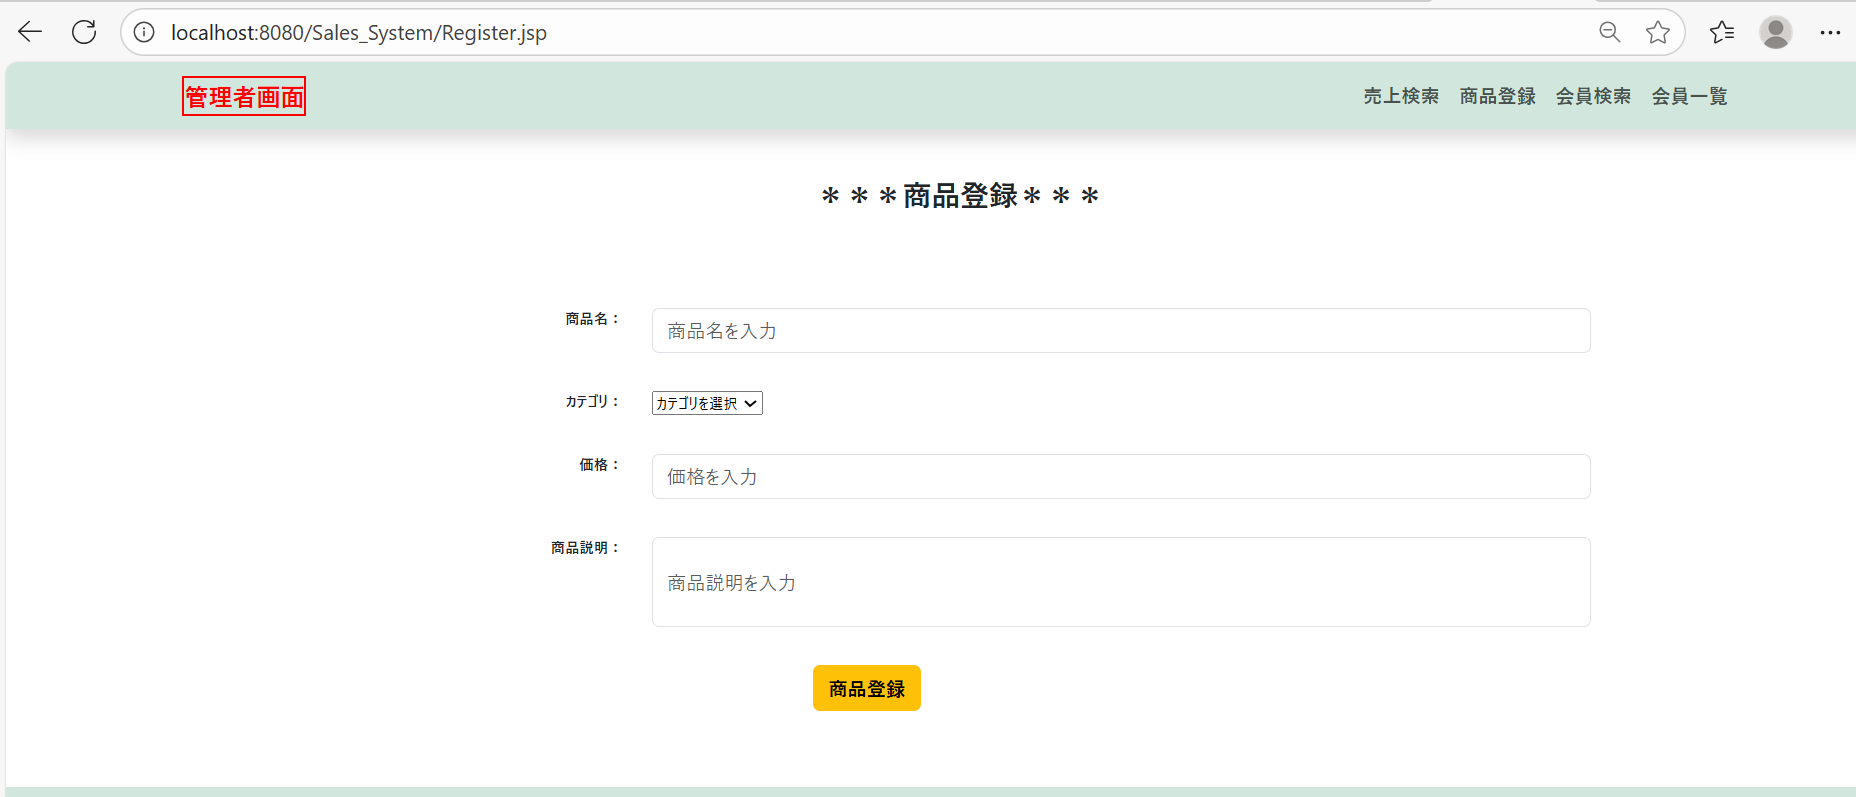 localhost:8080/Sales_System/Register.jsp
管理者画面
売上検索 商品登録 会員検索 会員一覧
＊＊＊商品登録＊＊＊
商品名：
商品名を入力
カテゴリ：
カテゴリを選択
価格：
価格を入力
商品説明：
商品説明を入力
商品登録